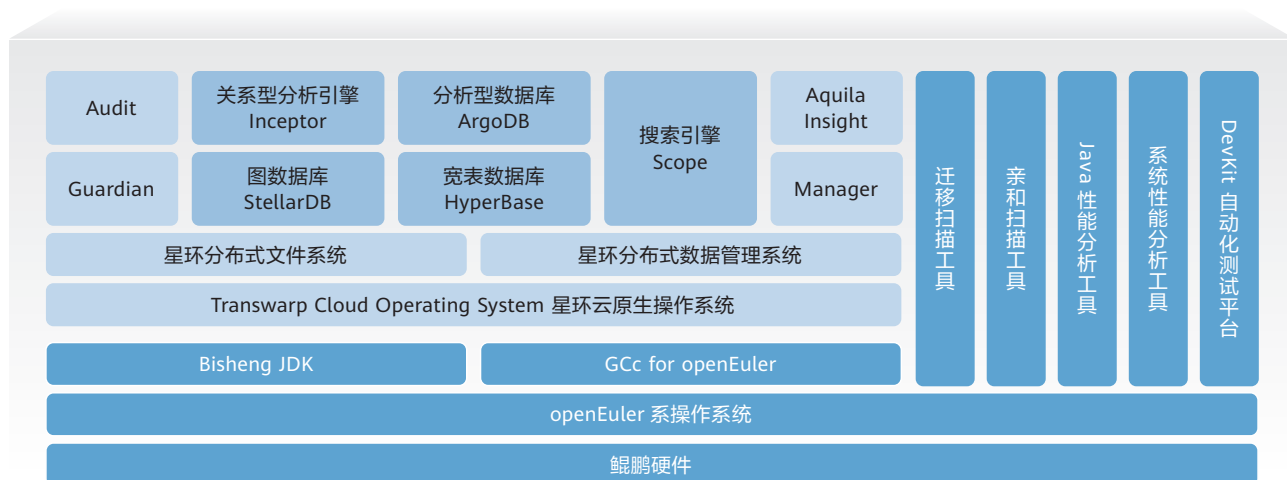 Audit
关系型分析引擎
Inceptor
分析型数据库
ArgoDB
搜索引擎
Scope
Aquila
Insight
Guardian
图数据库
StellarDB
宽表数据库
HyperBase
Manager
星环分布式文件系统
星环分布式数据管理系统
Transwarp Cloud Operating System 星环云原生操作系统
Bisheng JDK
GCc for openEuler
迁移扫描工具
亲和扫描工具
Java 性能分析工具
系统性能分析工具
DevKit 自动化测试平台
openEuler 系操作系统
鲲鹏硬件